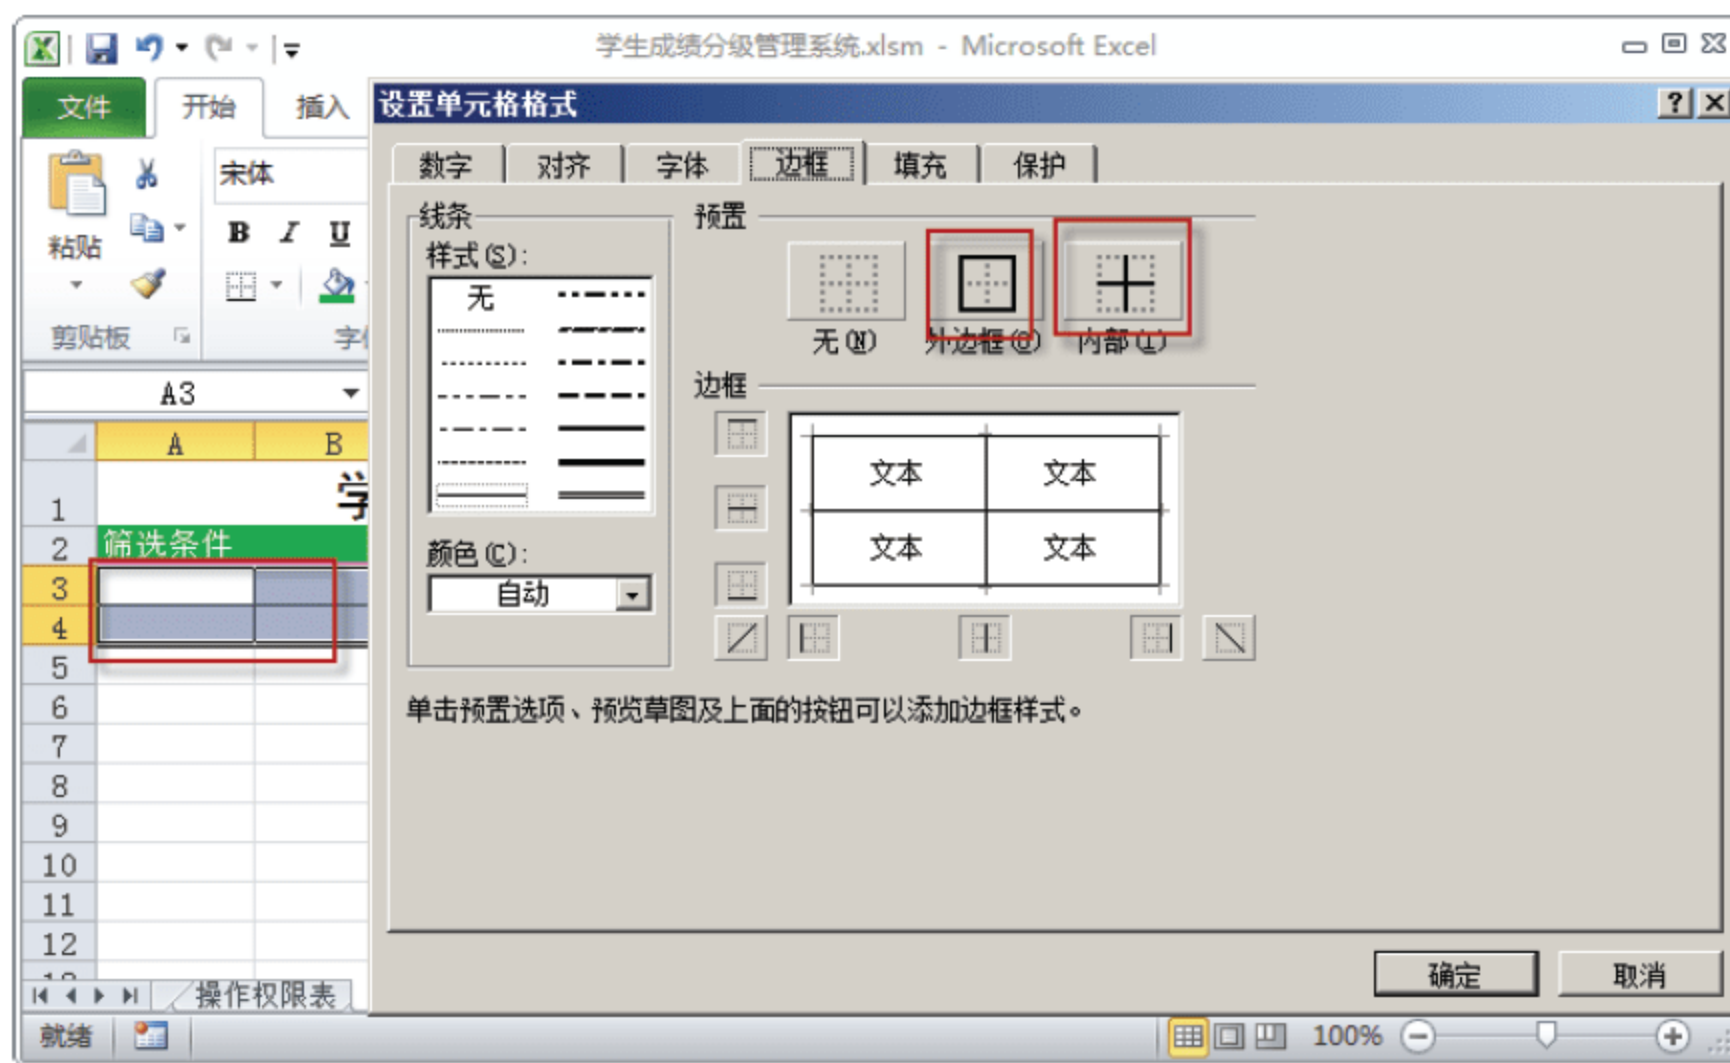 学生成绩分级管理系统.xlsm - Microsoft Excel
文件 开始 插入
设置单元格格式
数字 对齐 字体 边框 填充 保护
宋体
B I U
粘贴
剪贴板
线条
样式(S):
无
颜色(C):
自动
预置
无(N) 外边框(O) 内部(I)
边框
文本 文本
文本 文本
单击预置选项、预览草图及上面的按钮可以添加边框样式。
确定 取消
A3
A B
1 学
2 筛选条件
3
4
5
6
7
8
9
10
11
12
操作权限表
就绪 100%